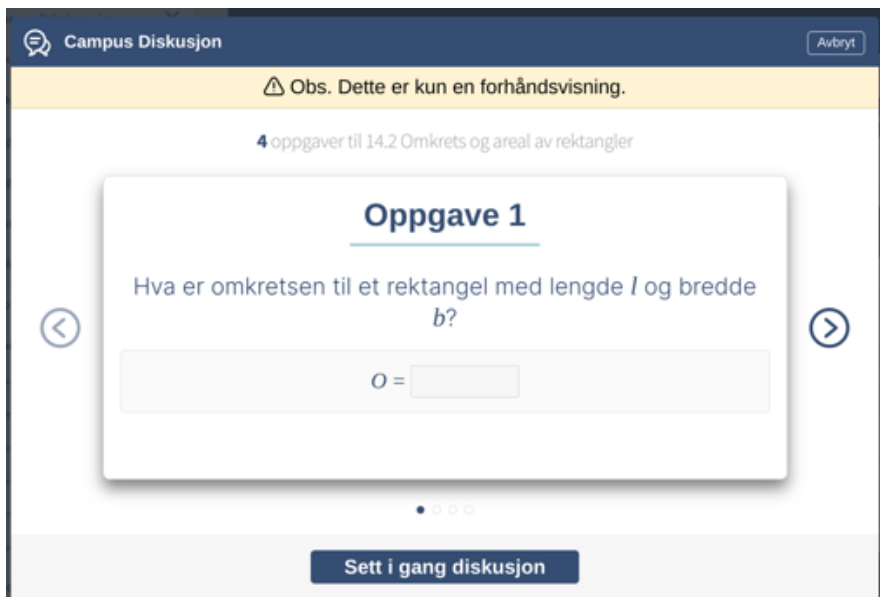 Campus Diskusjon
Avbryt
Obs. Dette er kun en forhåndsvisning.
4 oppgaver til 14.2 Omkrets og areal av rektangler
Oppgave 1
Hva er omkretsen til et rektangel med lengde l og bredde
b?
O =
Sett i gang diskusjon